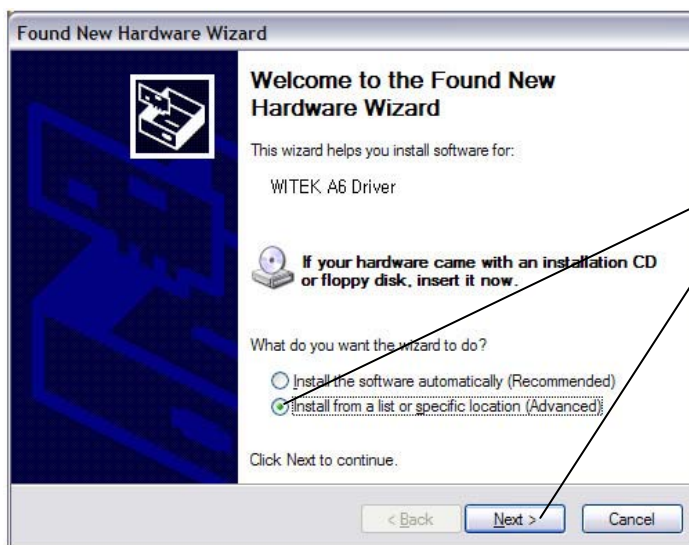 Found New Hardware Wizard
Welcome to the Found New
Hardware Wizard
This wizard helps you install software for:
WITEK A6 Driver
If your hardware came with an installation CD
or floppy disk, insert it now.
What do you want the wizard to do?
Install the software automatically (Recommended)
Install from a list or specific location (Advanced)
Click Next to continue.
< Back
Next >
Cancel